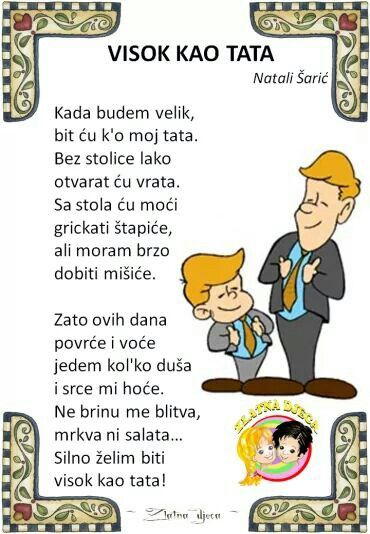 VISOK KAO TATA
Natali Šarić
Kada budem velik,
bit ću k'o moj tata.
Bez stolice lako
otvarat ću vrata.
Sa stola ću moći
grickati štapiće,
ali moram brzo
dobiti mišiće.
Zato ovih dana
povrće i voće
jedem kol'ko duša
i srce mi hoće.
Ne brinu me blitva,
mrkva ni salata...
Silno želim biti
visok kao tata!
ZLATNA DJECA
~ Zlatna djeca ~